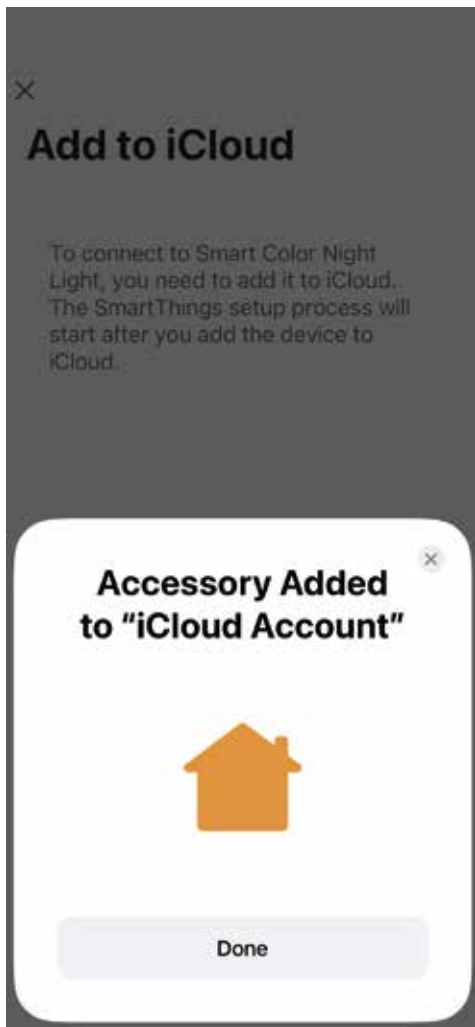 Add to iCloud
To connect to Smart Color Night
Light, you need to add it to iCloud.
The SmartThings setup process will
start after you add the device to
iCloud.
Accessory Added
to “iCloud Account”
Done